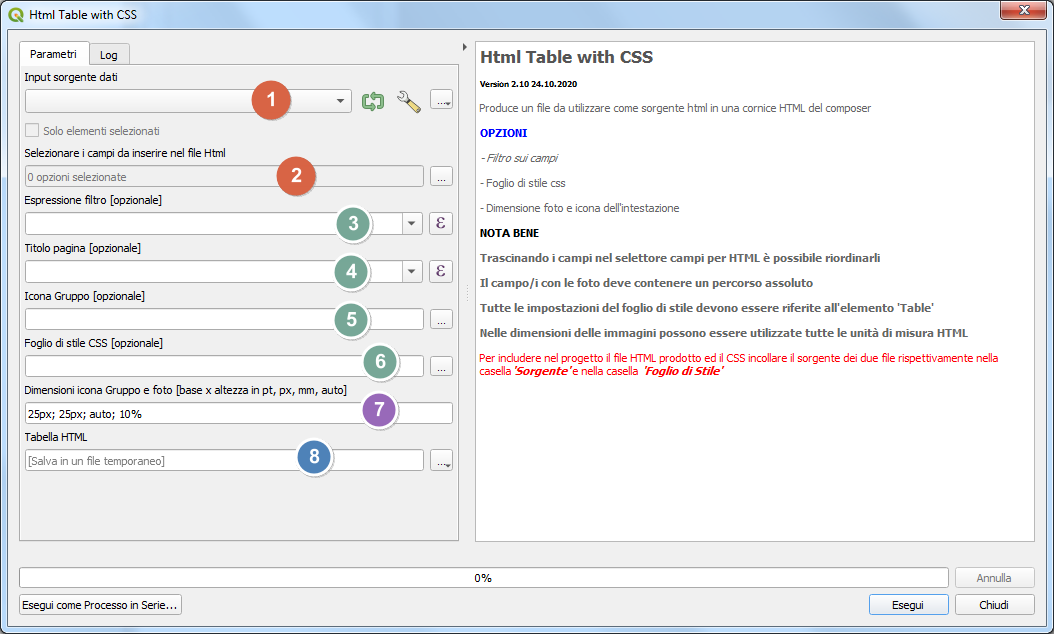 Html Table with CSS
Parametri
Log
Input sorgente dati
1
...
Solo elementi selezionati
Selezionare i campi da inserire nel file Html
0 opzioni selezionate
2
...
Espressione filtro [opzionale]
3
ε
Titolo pagina [opzionale]
4
ε
Icona Gruppo [opzionale]
5
...
Foglio di stile CSS [opzionale]
6
...
Dimensioni icona Gruppo e foto [base x altezza in pt, px, mm, auto]
25px; 25px; auto; 10%
7
Tabella HTML
[Salva in un file temporaneo]
8
...
Html Table with CSS
Version 2.10 24.10.2020
Produce un file da utilizzare come sorgente html in una cornice HTML del composer
OPZIONI
- Filtro sui campi
- Foglio di stile css
- Dimensione foto e icona dell'intestazione
NOTA BENE
Trascinando i campi nel selettore campi per HTML è possibile riordinarli
Il campo/i con le foto deve contenere un percorso assoluto
Tutte le impostazioni del foglio di stile devono essere riferite all'elemento 'Table'
Nelle dimensioni delle immagini possono essere utilizzate tutte le unità di misura HTML
Per includere nel progetto il file HTML prodotto ed il CSS incollare il sorgente dei due file rispettivamente nella
casella 'Sorgente' e nella casella 'Foglio di Stile'
0%
Annulla
Esegui come Processo in Serie...
Esegui
Chiudi